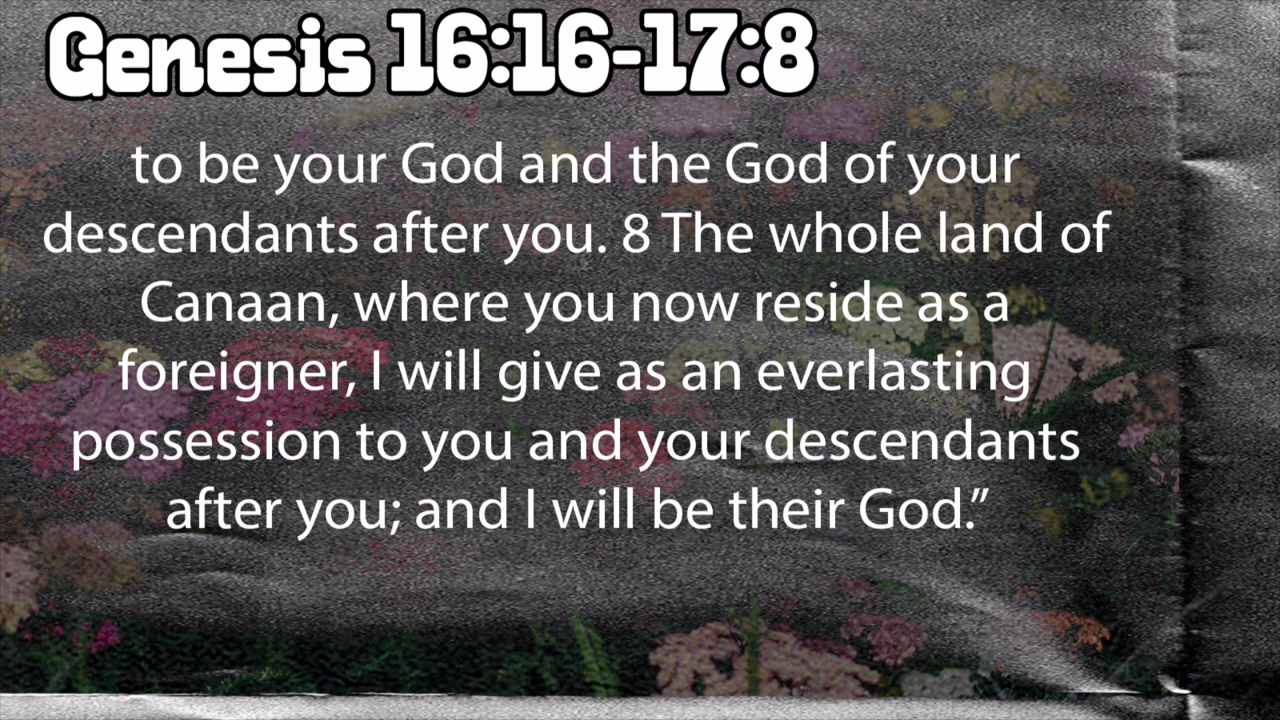 Genesis 16:16-17:8
to be your God and the God of your
descendants after you. 8 The whole land of
Canaan, where you now reside as a
foreigner, I will give as an everlasting
possession to you and your descendants
after you; and I will be their God.”